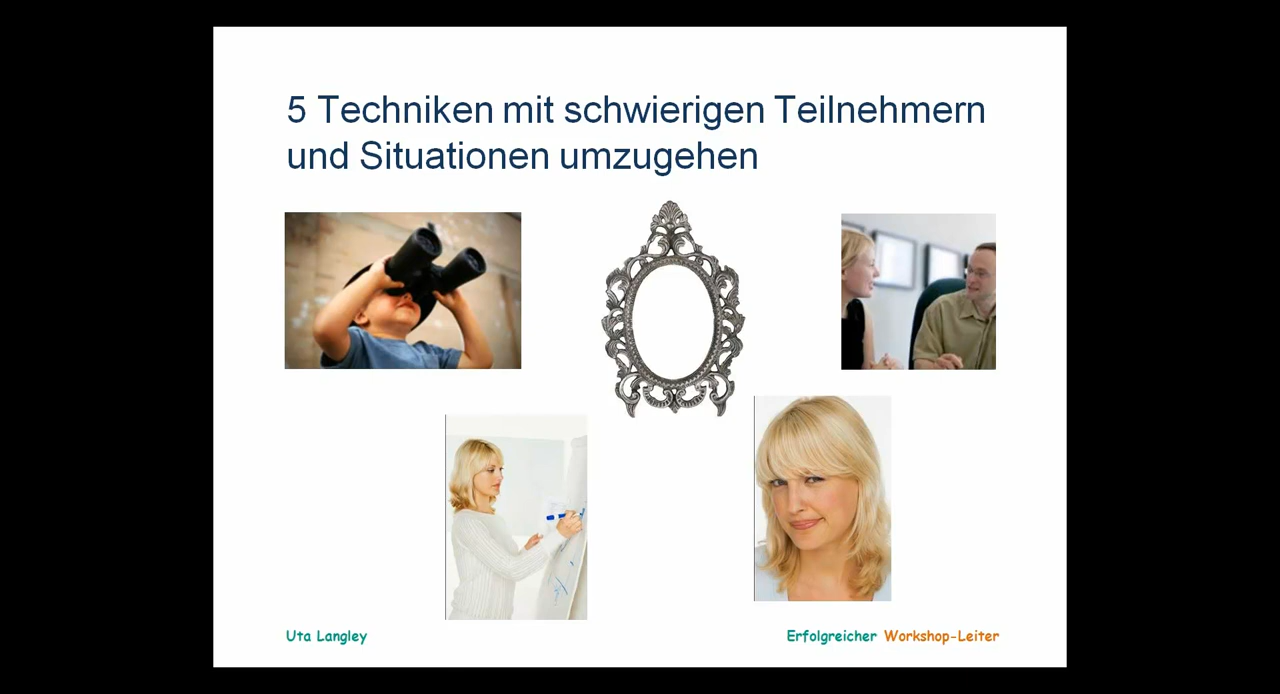 5 Techniken mit schwierigen Teilnehmern
und Situationen umzugehen
Uta Langley
Erfolgreicher Workshop-Leiter